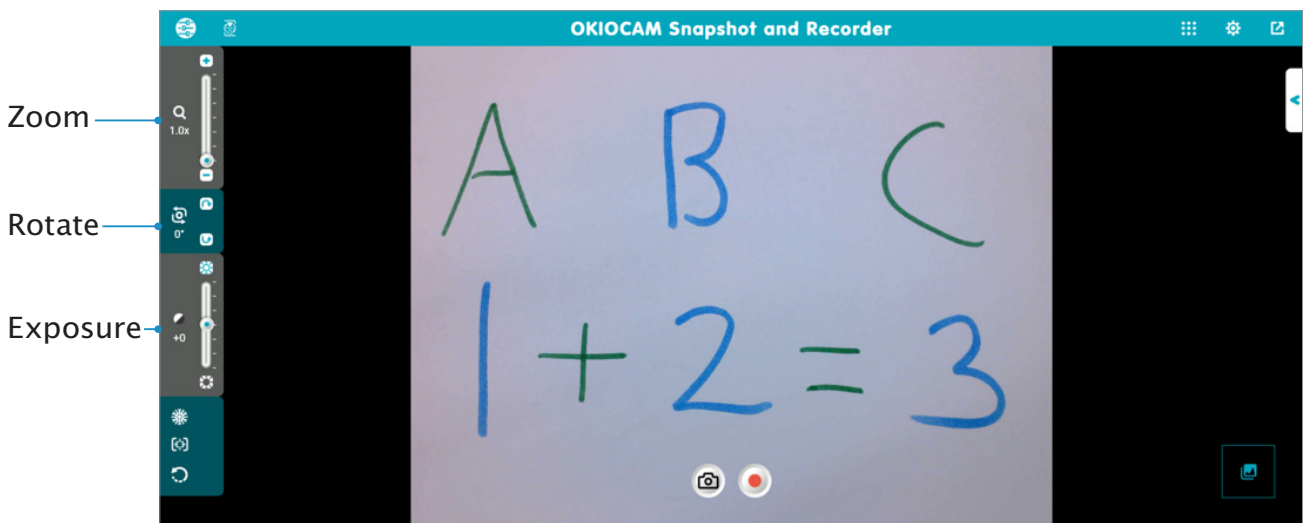 OKIOCAM Snapshot and Recorder
Zoom
1.0x
Rotate
0°
Exposure
+0
A B C
1 + 2 = 3